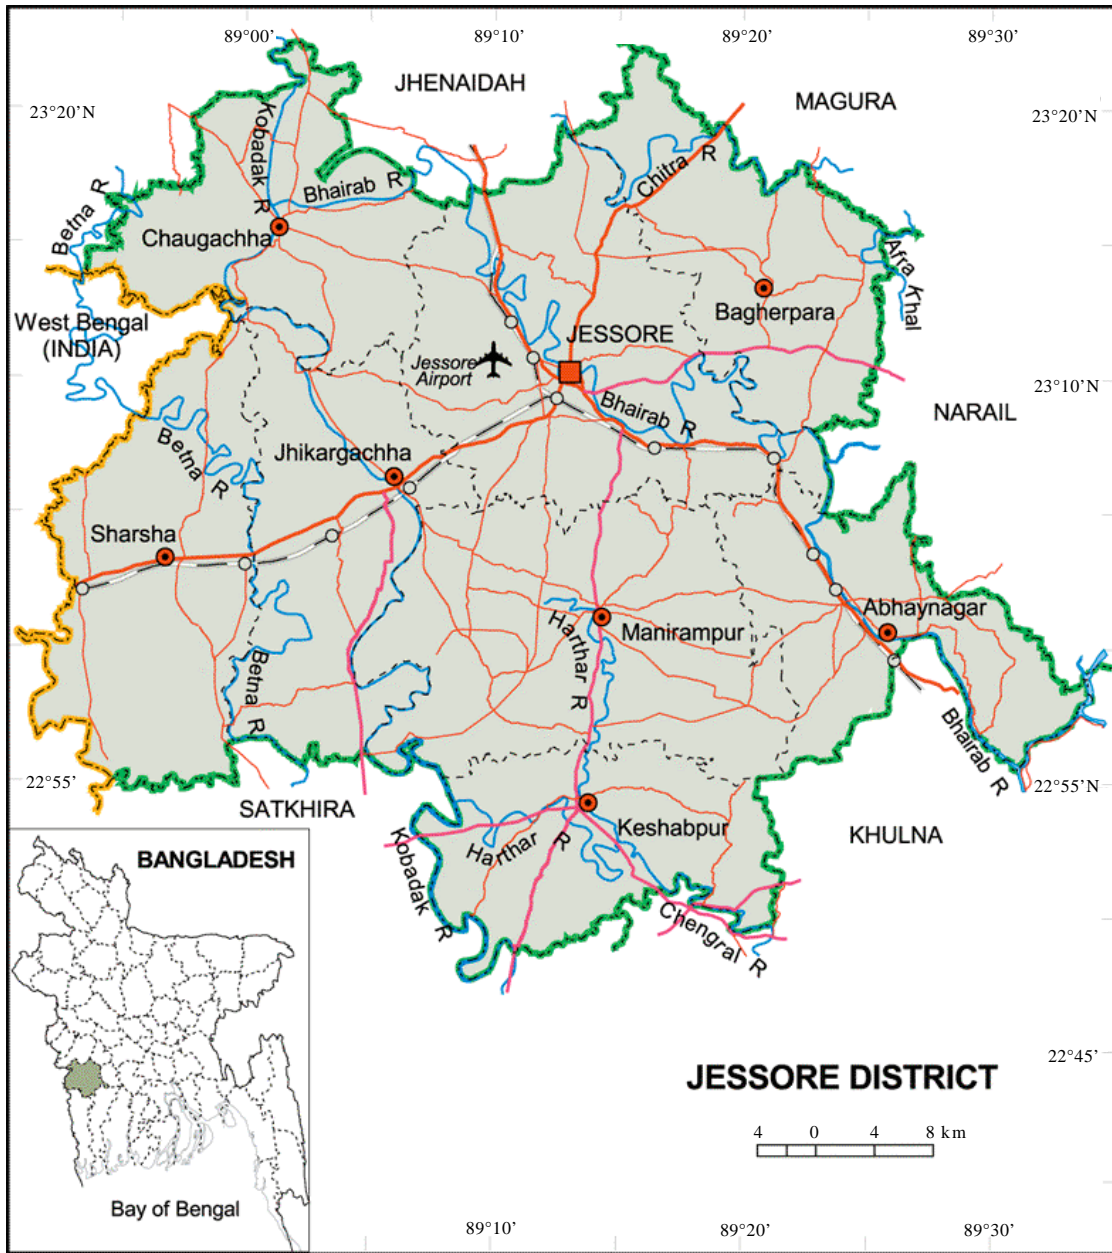 89°00’
89°10’
89°20’
89°30’
23°20’N
23°20’N
JHENAIDAH
MAGURA
Kobadak R
Bhairab R
Chitra R
Betna R
Chaugachha
Afra Khal
Bagherpara
West Bengal
(INDIA)
JESSORE
Jessore
Airport
23°10’N
NARAIL
Bhairab R
Betna R
Jhikargachha
Sharsha
Abhaynagar
Manirampur
Harthar R
Betna R
Bhairab R
22°55’
22°55’N
SATKHIRA
Keshabpur
KHULNA
Harthar R
Kobadak R
Chengral R
BANGLADESH
22°45’
JESSORE DISTRICT
4 0 4 8 km
Bay of Bengal
89°10’
89°20’
89°30’